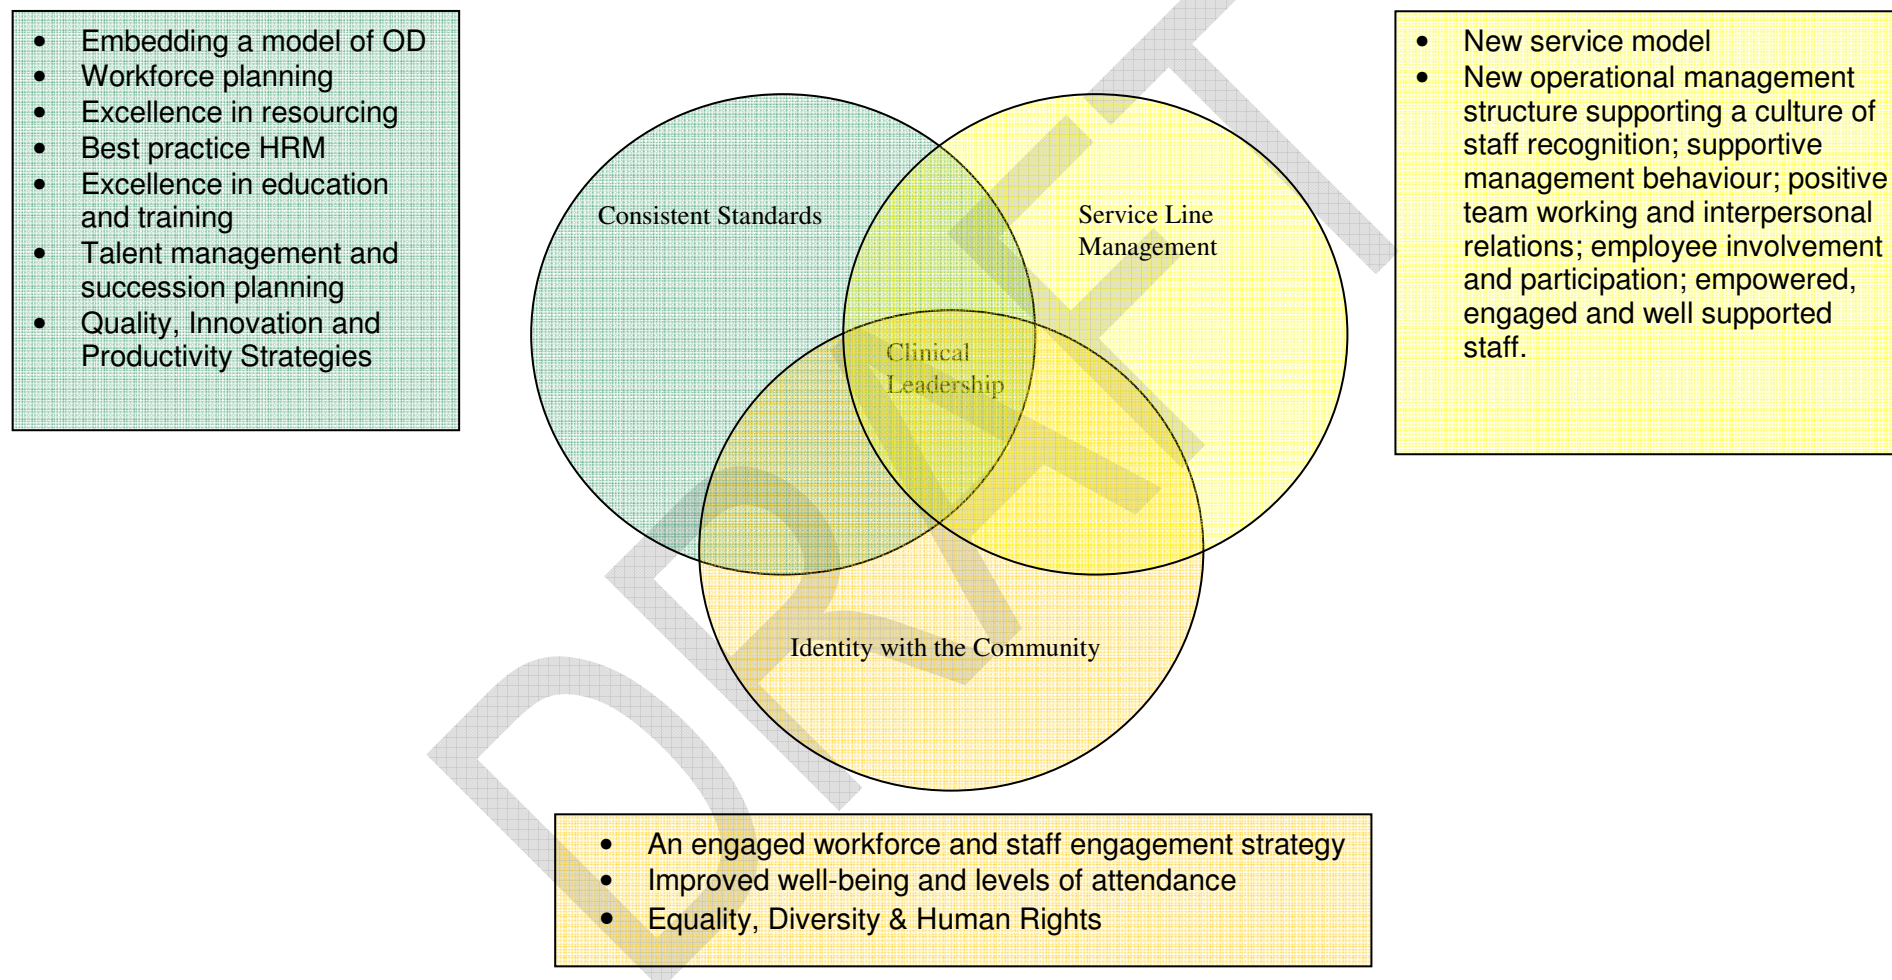 • Embedding a model of OD
• Workforce planning
• Excellence in resourcing
• Best practice HRM
• Excellence in education
and training
• Talent management and
succession planning
• Quality, Innovation and
Productivity Strategies
Consistent Standards
Service Line
Management
Clinical
Leadership
Identity with the Community
• New service model
• New operational management
structure supporting a culture of
staff recognition; supportive
management behaviour; positive
team working and interpersonal
relations; employee involvement
and participation; empowered,
engaged and well supported
staff.
• An engaged workforce and staff engagement strategy
• Improved well-being and levels of attendance
• Equality, Diversity & Human Rights
DRAFT